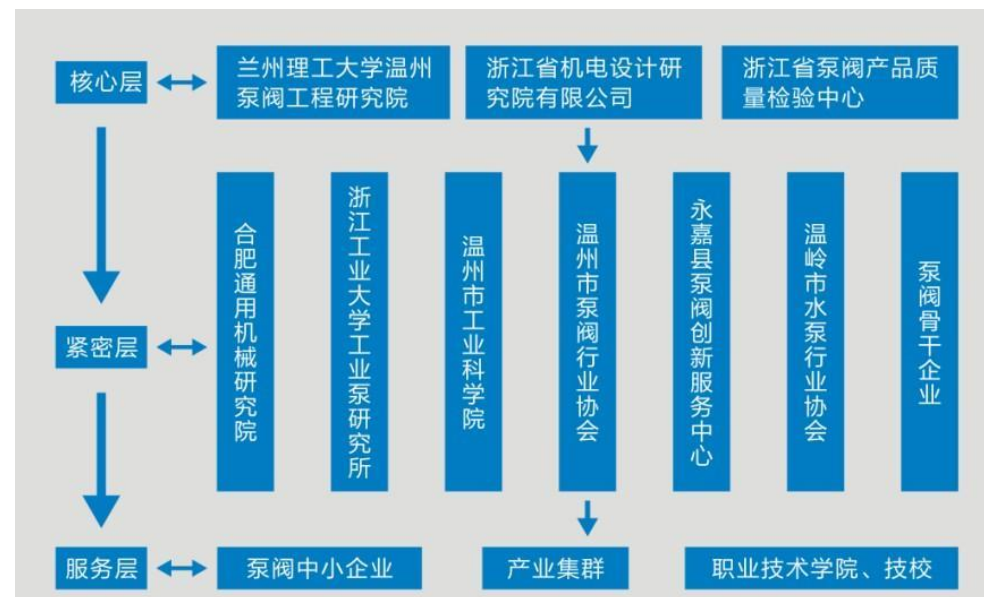 核心层
兰州理工大学温州
泵阀工程研究院
浙江省机电设计研
究院有限公司
浙江省泵阀产品质
量检验中心
紧密层
合肥通用机械研究院
浙江工业大学工业泵研究所
温州市工业科学院
温州市泵阀行业协会
永嘉县泵阀创新服务中心
温岭市水泵行业协会
泵阀骨干企业
服务层
泵阀中小企业
产业集群
职业技术学院、技校